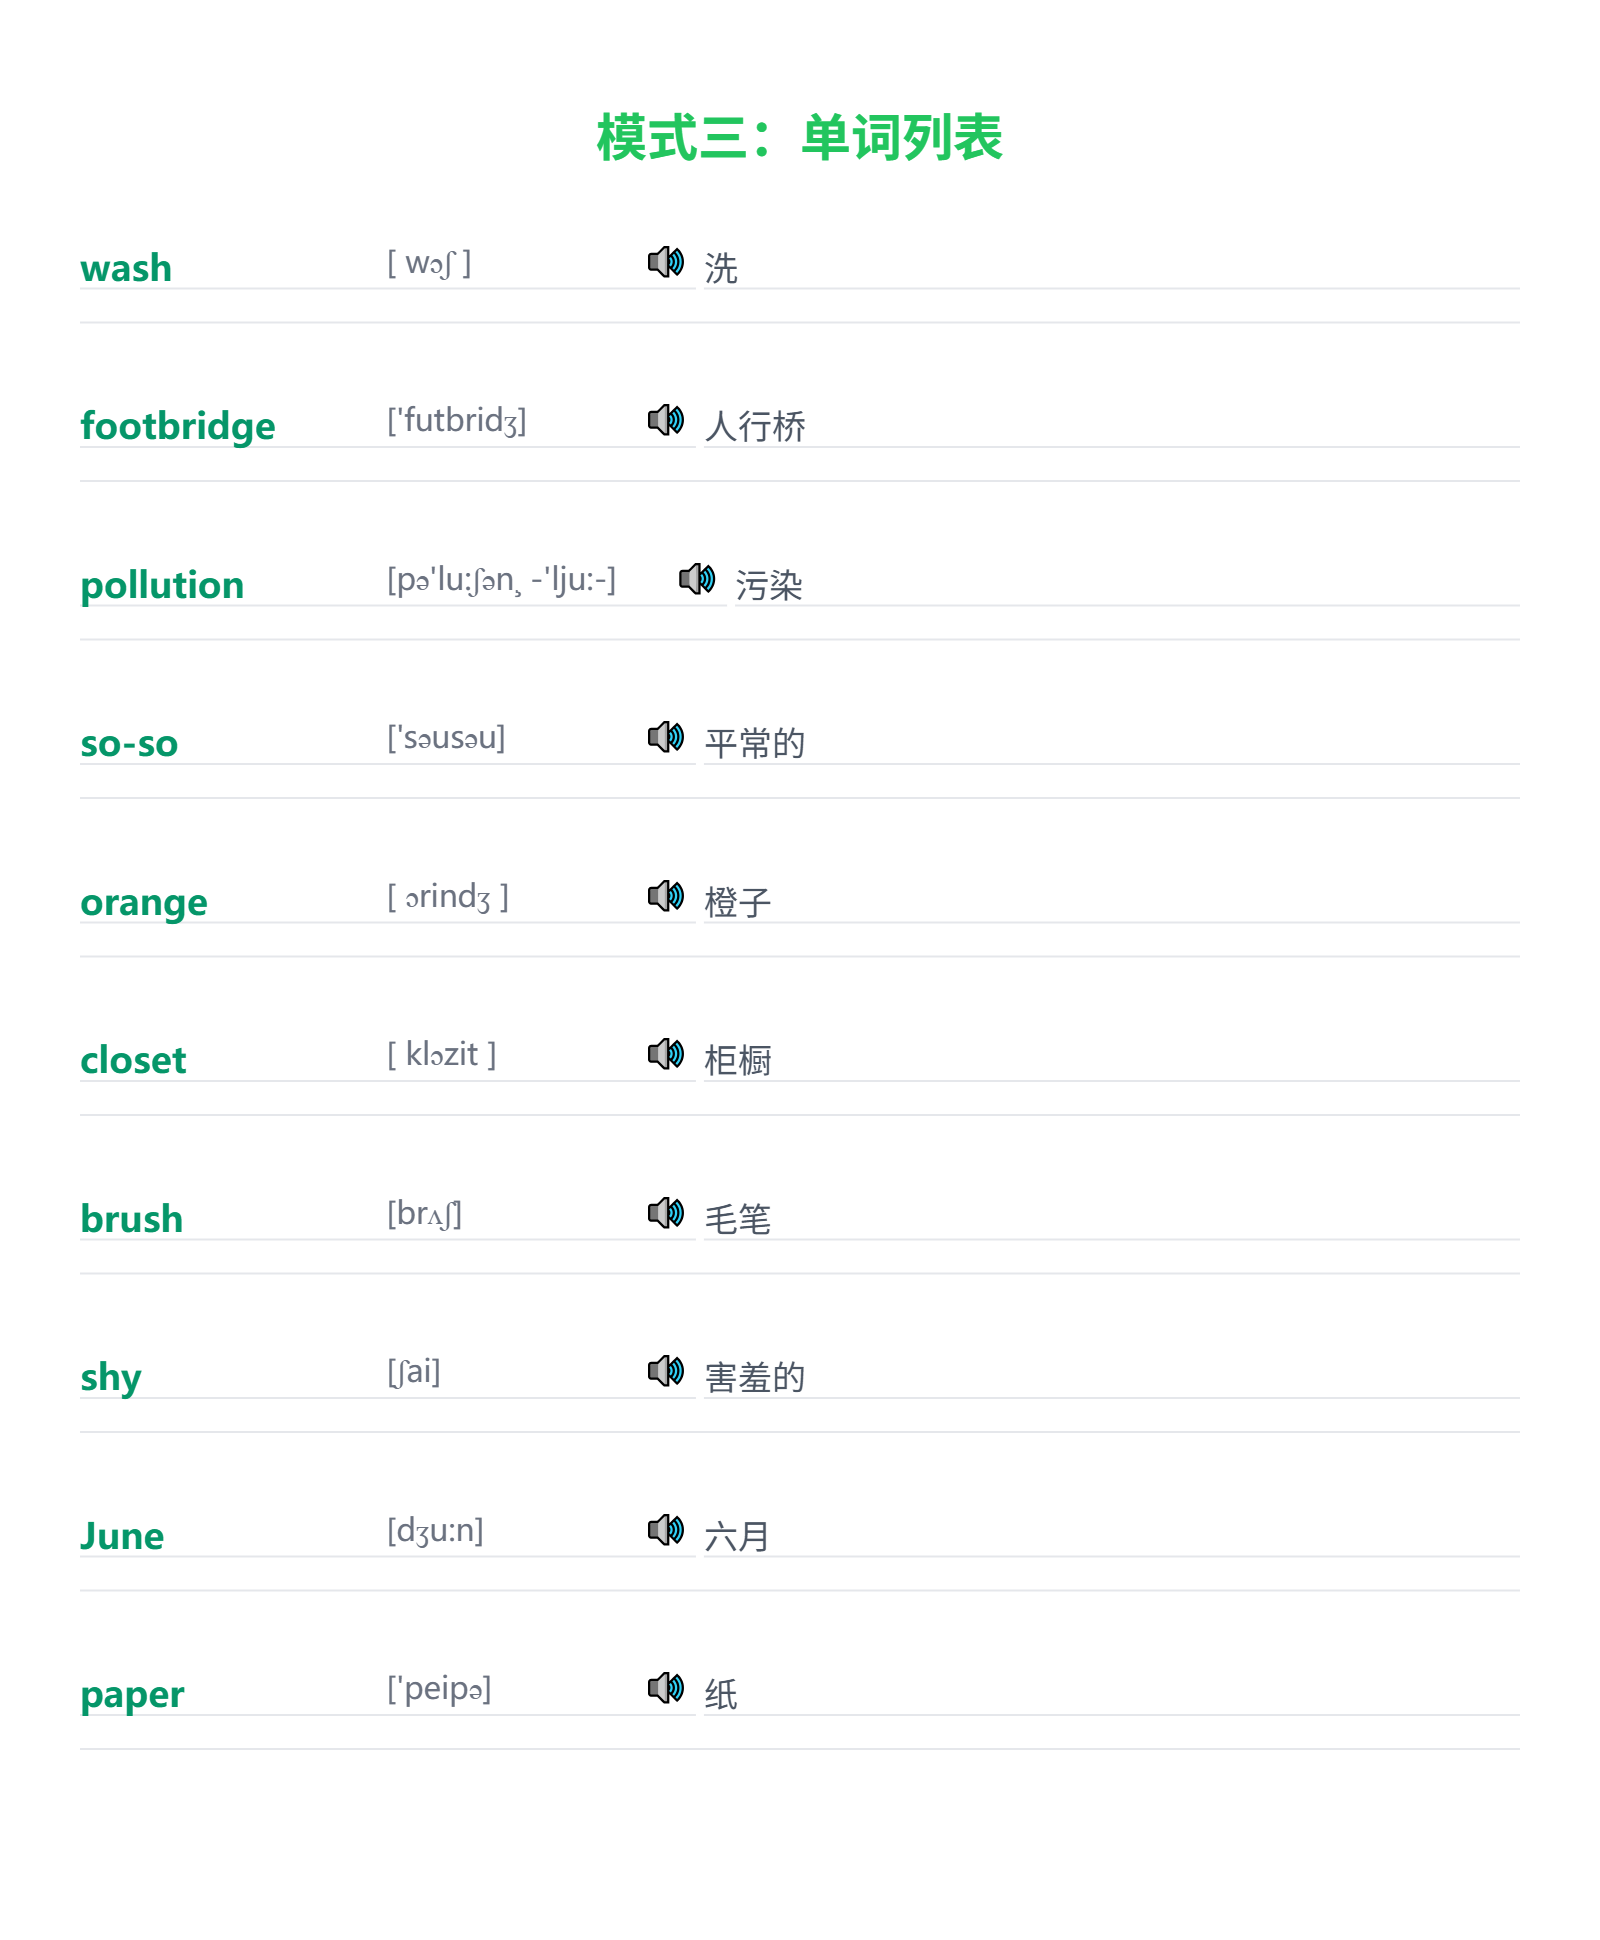 模式三：单词列表
wash [ wɔʃ ] 洗
footbridge ['futbridʒ] 人行桥
pollution [pə'lu:ʃən¸ -'lju:-] 污染
so-so ['səusəu] 平常的
orange [ ɔrindʒ ] 橙子
closet [ klɔzit ] 柜橱
brush [brʌʃ] 毛笔
shy [ʃai] 害羞的
June [dʒu:n] 六月
paper ['peipə] 纸